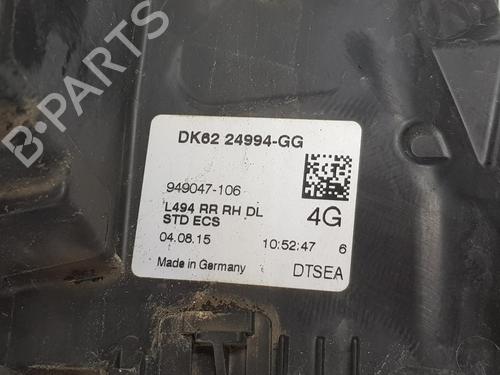 DK62 24994-GG
949047-106
L494 RR RH DL
STD ECS
4G
04.08.15 10:52:47 6
Made in Germany DTSEA
B-PARTS